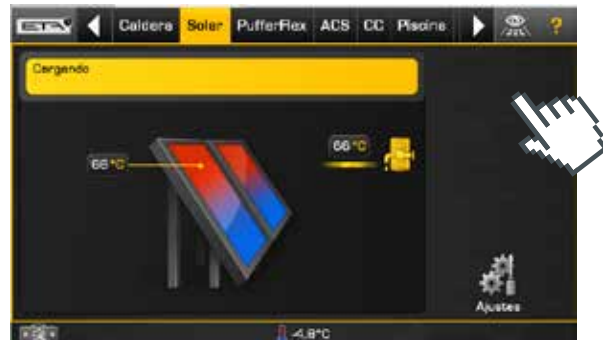 ETA Caldera Solar PufferFlex ACS CC Piscina ?
Cargando
66°C
66°C
Ajustes
-4.8°C